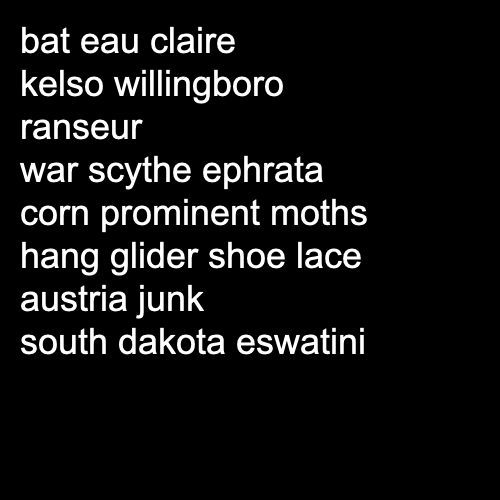 bat eau claire
kelso willingboro
ranseur
war scythe ephrata
corn prominent moths
hang glider shoe lace
austria junk
south dakota eswatini